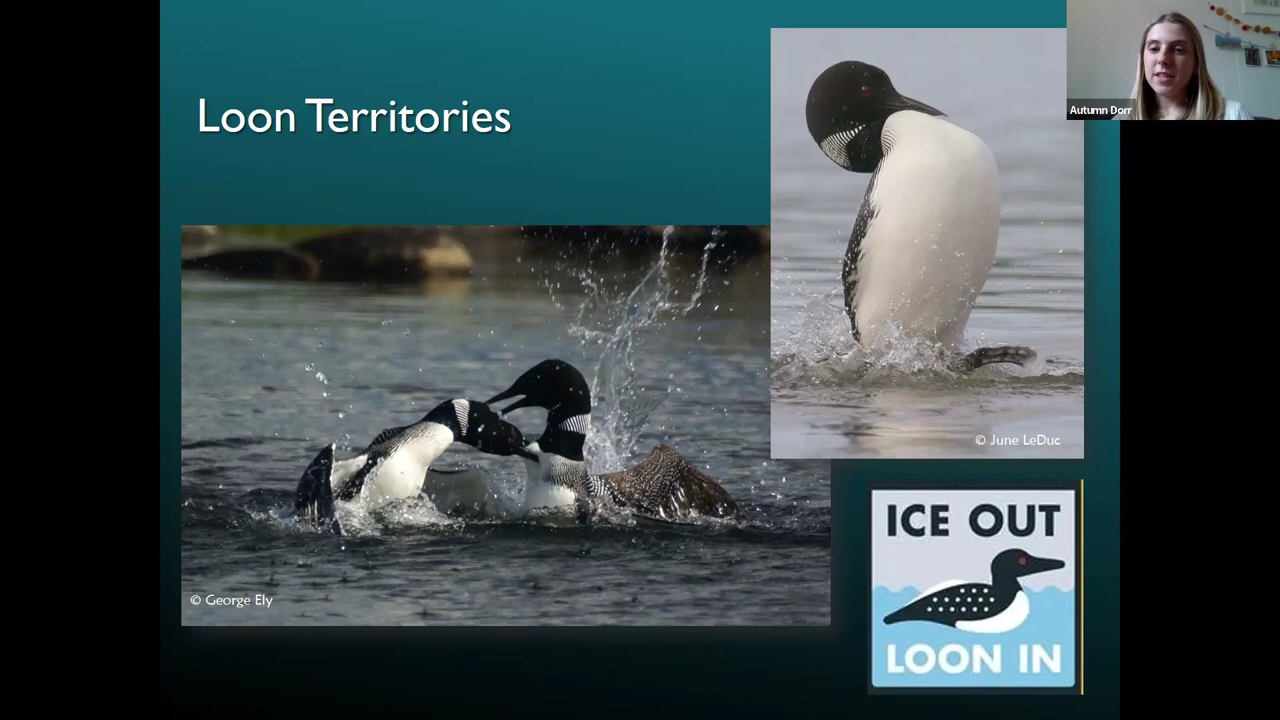 Loon Territories
Autumn Dorr
© June LeDuc
© George Ely
ICE OUT
LOON IN